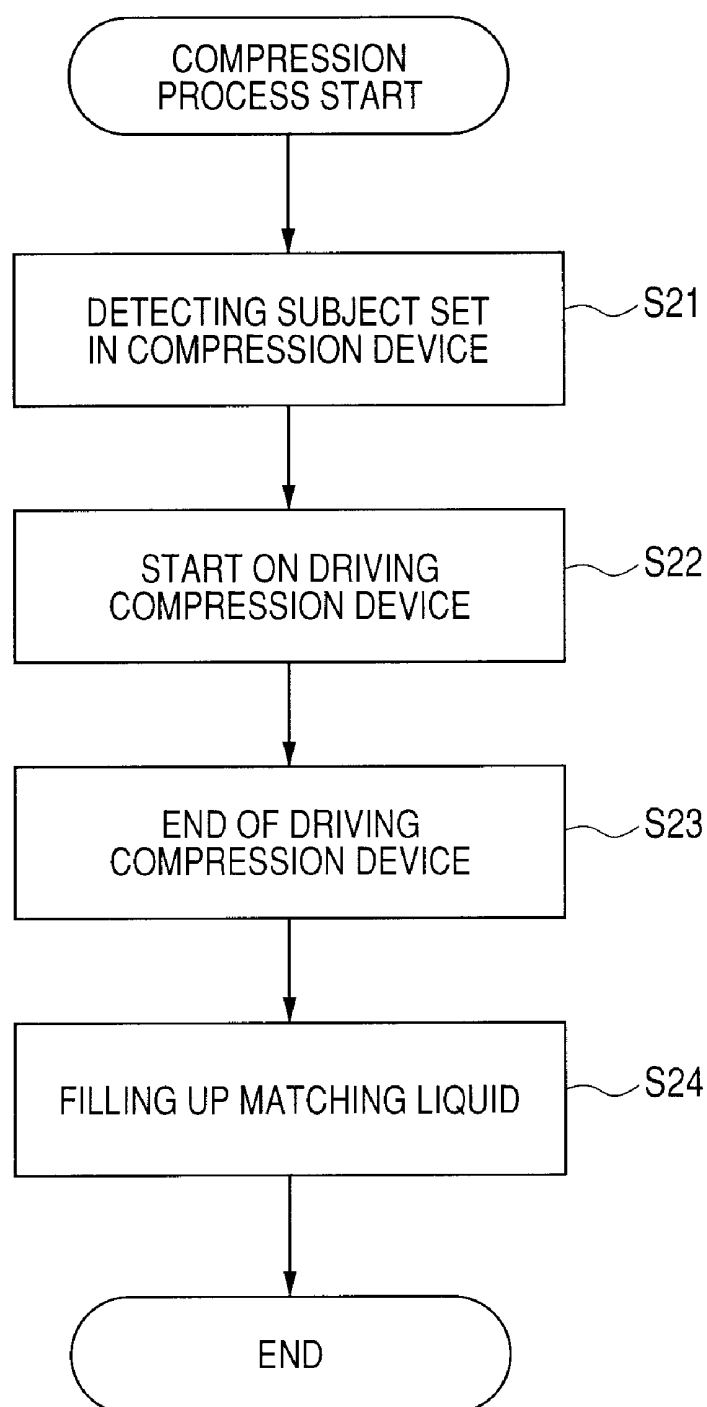 COMPRESSION
PROCESS START
DETECTING SUBJECT SET
IN COMPRESSION DEVICE
S21
START ON DRIVING
COMPRESSION DEVICE
S22
END OF DRIVING
COMPRESSION DEVICE
S23
FILLING UP MATCHING LIQUID
S24
END